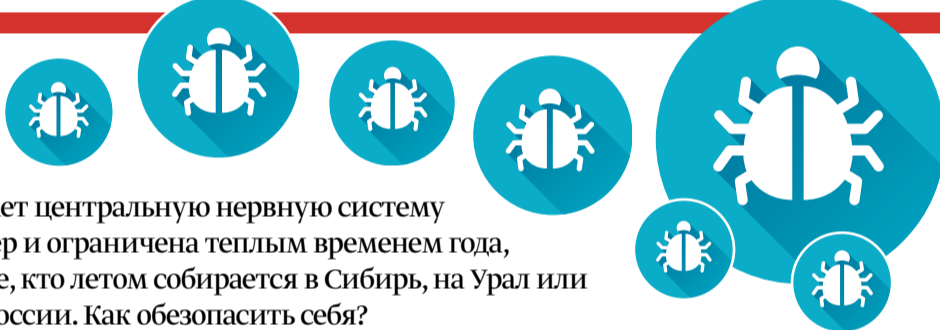 ет центральную нервную систему
р и ограничена теплым временем года,
е, кто летом собирается в Сибирь, на Урал или
оссии. Как обезопасить себя?